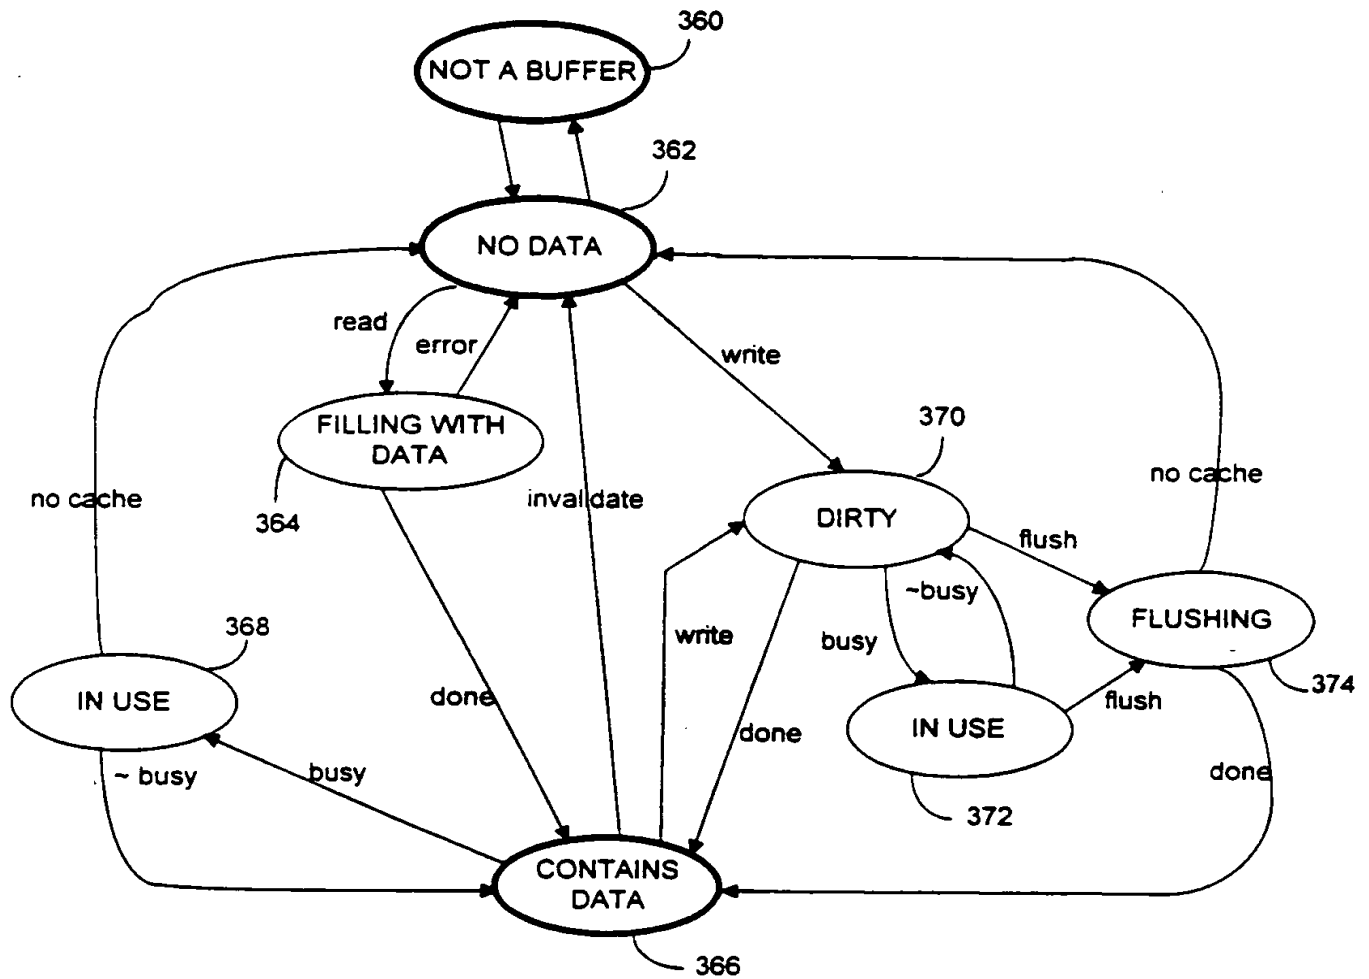 360
NOT A BUFFER
362
NO DATA
read
error
write
370
FILLING WITH
DATA
no cache
364
invalidate
no cache
DIRTY
flush
~busy
FLUSHING
368
write
busy
374
IN USE
done
flush
IN USE
done
~ busy
busy
done
372
CONTAINS
DATA
366